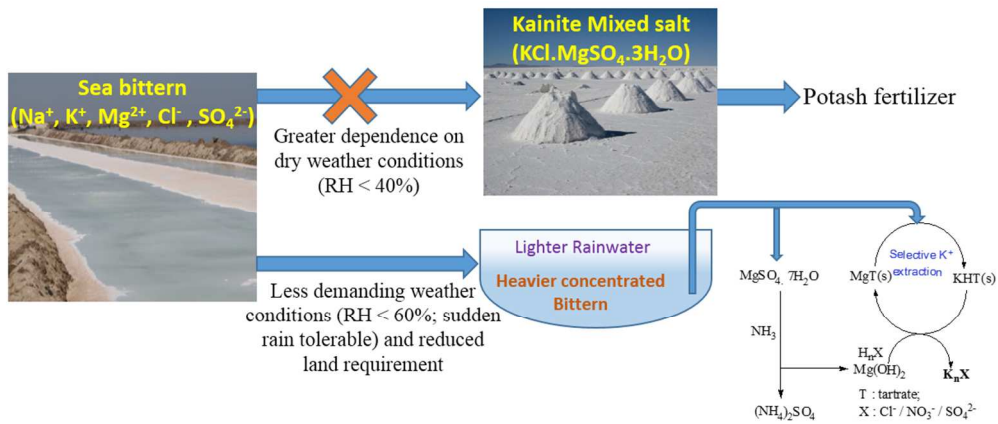 Sea bittern
(Na⁺, K⁺, Mg²⁺, Cl⁻ , SO₄²⁻)
Greater dependence on
dry weather conditions
(RH < 40%)
Kainite Mixed salt
(KCl.MgSO₄.3H₂O)
Potash fertilizer
Less demanding weather
conditions (RH < 60%; sudden
rain tolerable) and reduced
land requirement
Lighter Rainwater
Heavier concentrated
Bittern
MgSO₄. 7H₂O
NH₃
(NH₄)₂SO₄
Selective K⁺
extraction
MgT(s)
KHT(s)
HₙX
Mg(OH)₂
KₙX
T : tartrate;
X : Cl⁻ / NO₃⁻ / SO₄²⁻